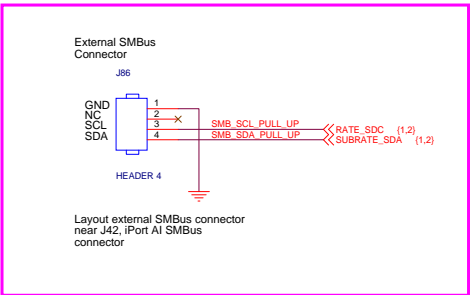 External SMBus
Connector
J86
GND 1
NC 2
SCL 3 SMB_SCL_PULL_UP RATE_SDC {1,2}
SDA 4 SMB_SDA_PULL_UP SUBRATE_SDA {1,2}
HEADER 4
Layout external SMBus connector
near J42, iPort AI SMBus
connector